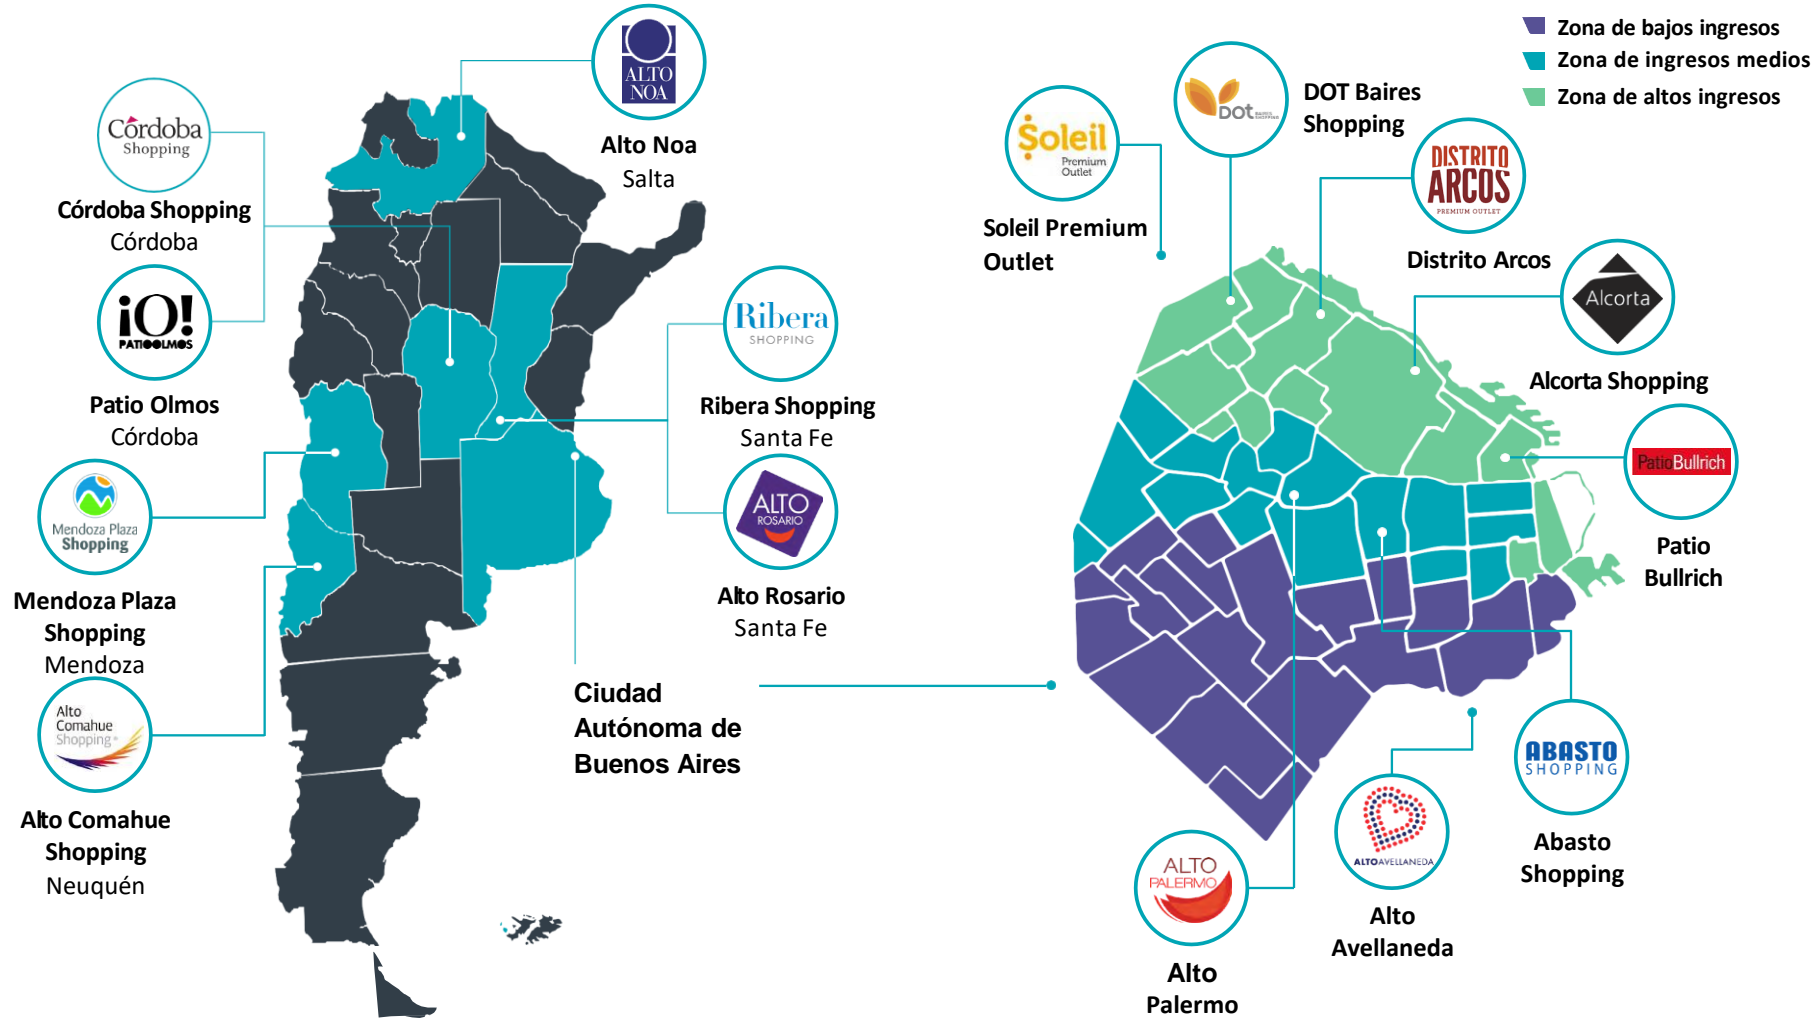 Zona de bajos ingresos
Zona de ingresos medios
Zona de altos ingresos
ALTO
NOA
Alto Noa
Salta
Córdoba
Shopping
Córdoba Shopping
Córdoba
¡O!
PATIOOLMOS
Patio Olmos
Córdoba
Mendoza Plaza
Shopping
Mendoza Plaza
Shopping
Mendoza
Alto
Comahue
Shopping
Alto Comahue
Shopping
Neuquén
Ribera
SHOPPING
Ribera Shopping
Santa Fe
ALTO
ROSARIO
Alto Rosario
Santa Fe
Ciudad
Autónoma de
Buenos Aires
Soleil
Premium
Outlet
Soleil Premium
Outlet
DOT BAIRES
SHOPPING
DOT Baires
Shopping
DISTRITO
ARCOS
PREMIUM OUTLET
Distrito Arcos
Alcorta
Alcorta Shopping
PatioBullrich
Patio
Bullrich
ABASTO
SHOPPING
Abasto
Shopping
ALTOAVELLANEDA
Alto
Avellaneda
ALTO
PALERMO
Alto
Palermo